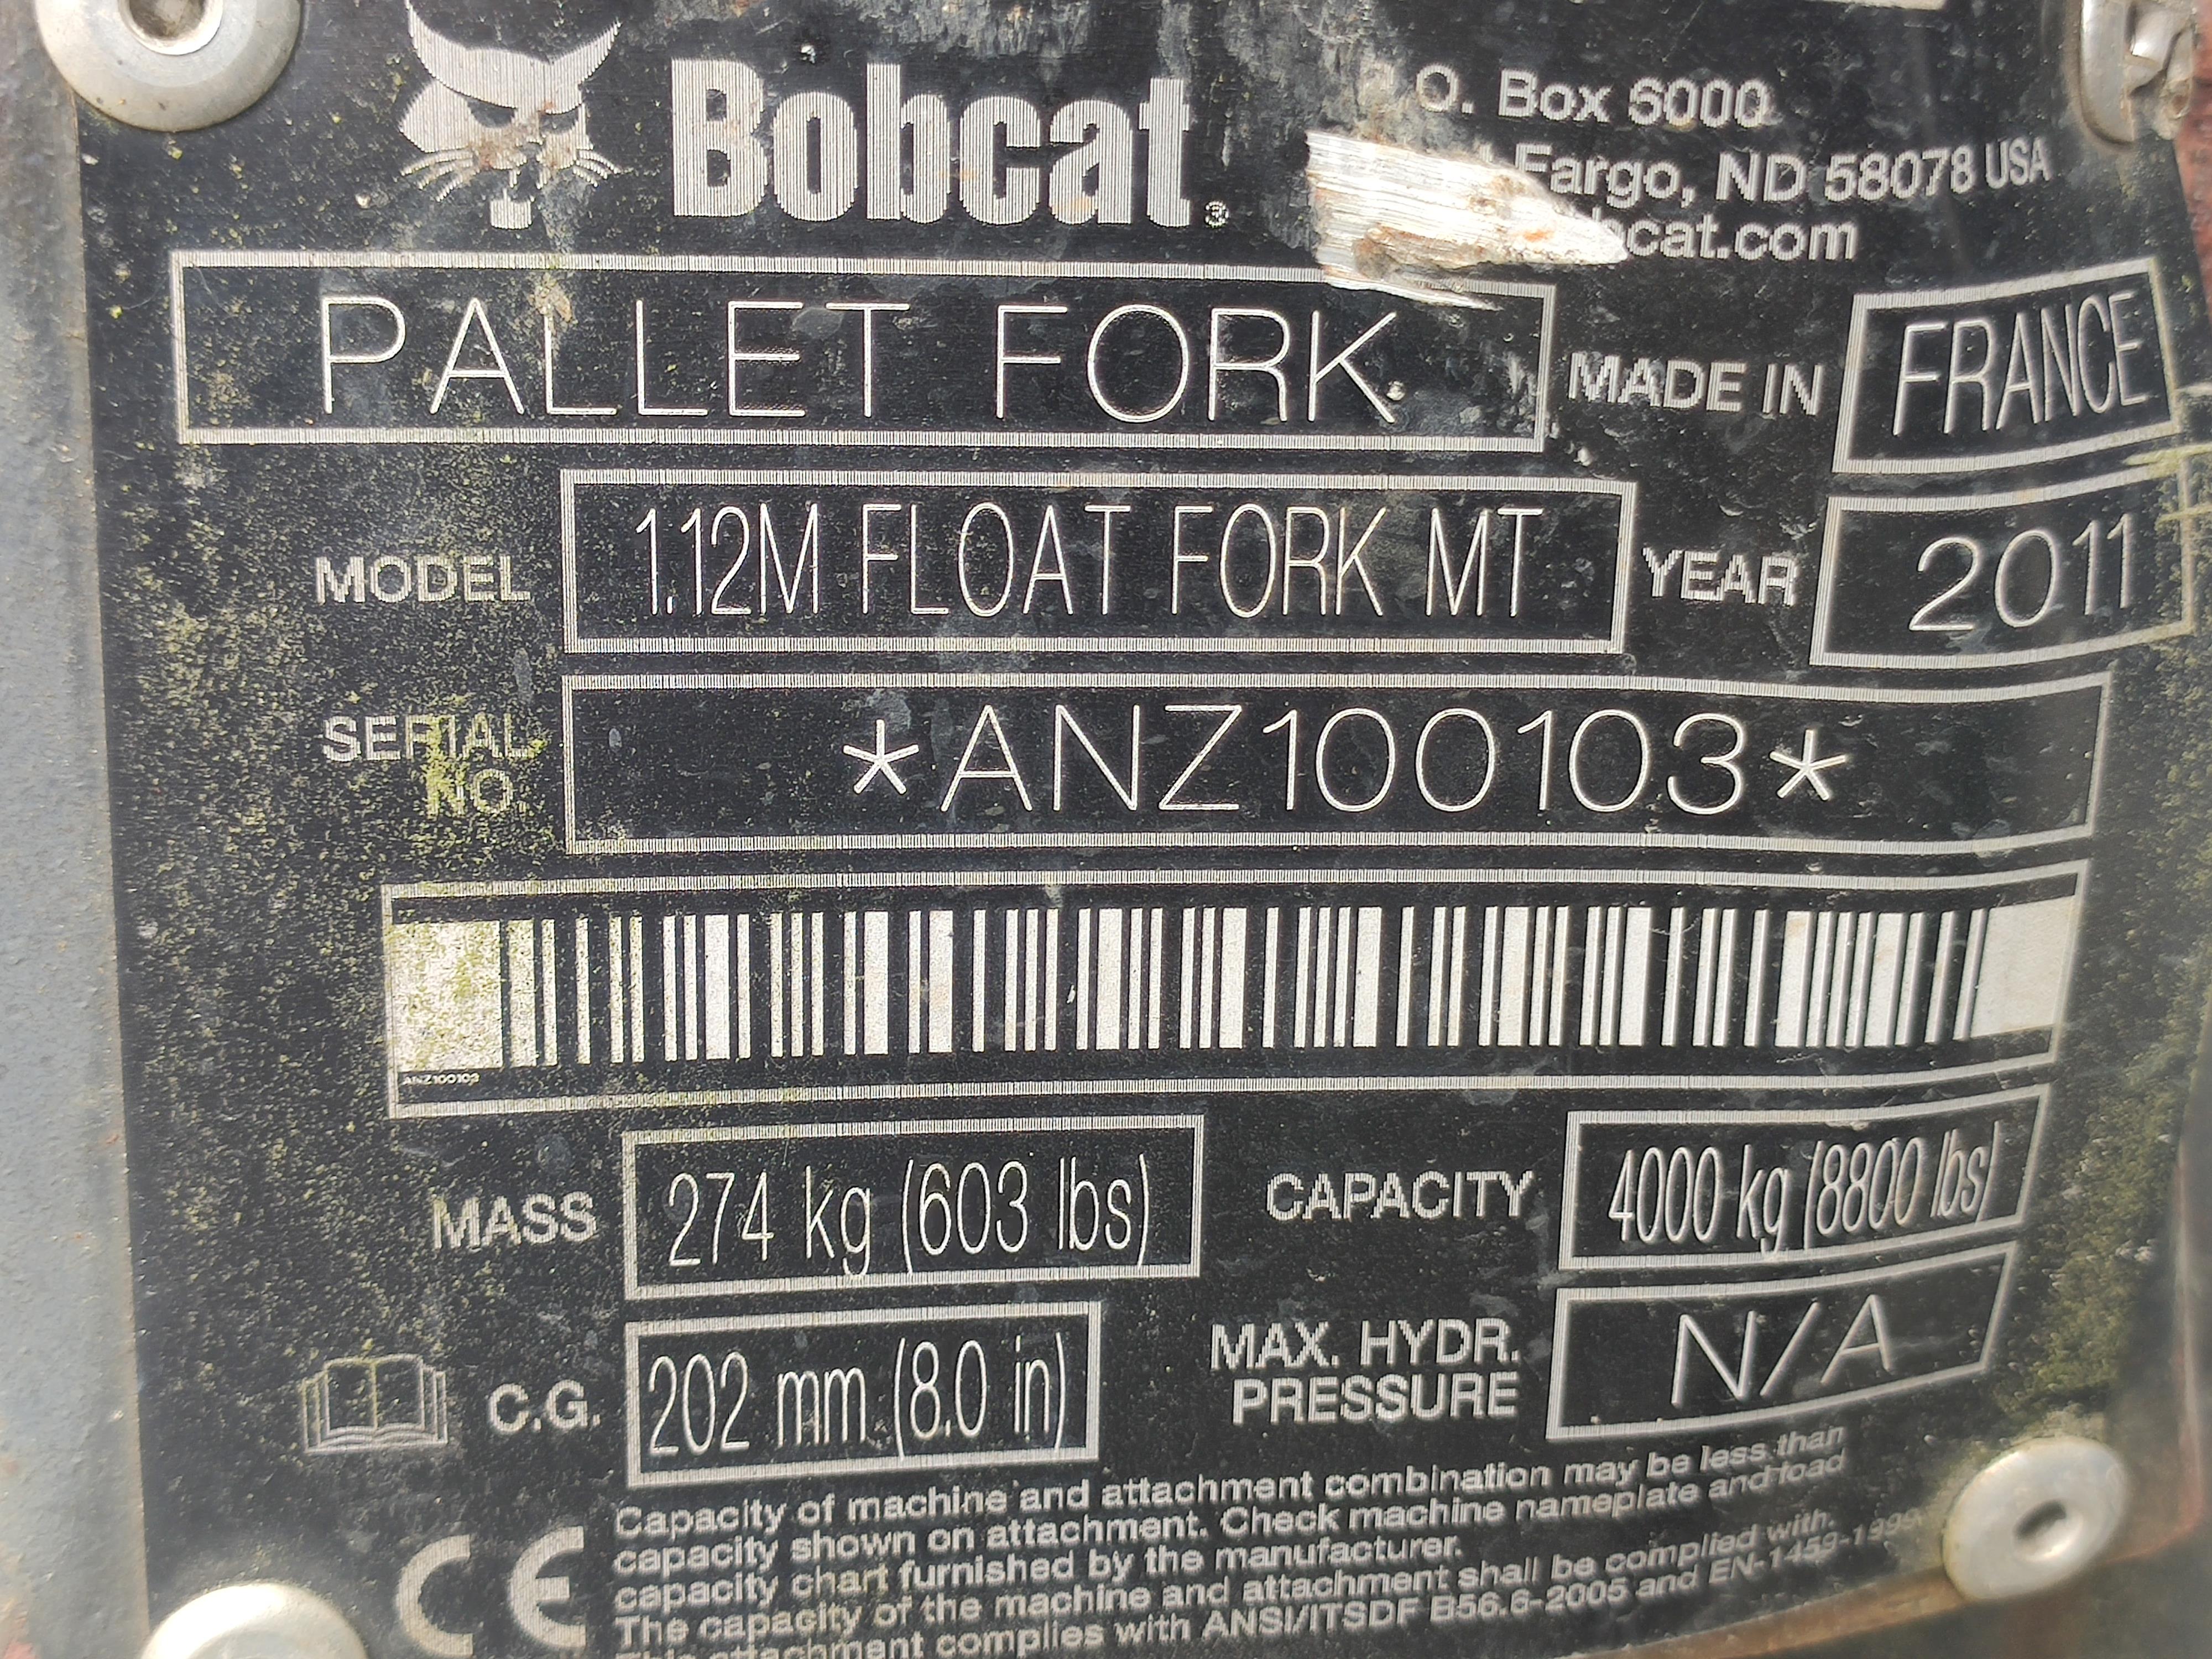 Bobcat®
O. Box 6000
Fargo, ND 58078 USA
bcat.com
PALLET FORK
MADE IN FRANCE
MODEL 1.12M FLOAT FORK MT
YEAR 2011
SERIAL NO. *ANZ100103*
ANZ100103
MASS 274 kg (603 lbs)
CAPACITY 4000 kg (8800 lbs)
C.G. 202 mm (8.0 in)
MAX. HYDR. PRESSURE N/A
CE
Capacity of machine and attachment combination may be less than
capacity shown on attachment. Check machine nameplate and load
capacity chart furnished by the manufacturer.
The capacity of the machine and attachment shall be complied with.
This attachment complies with ANSI/ITSDF B56.6-2005 and EN-1459-1999